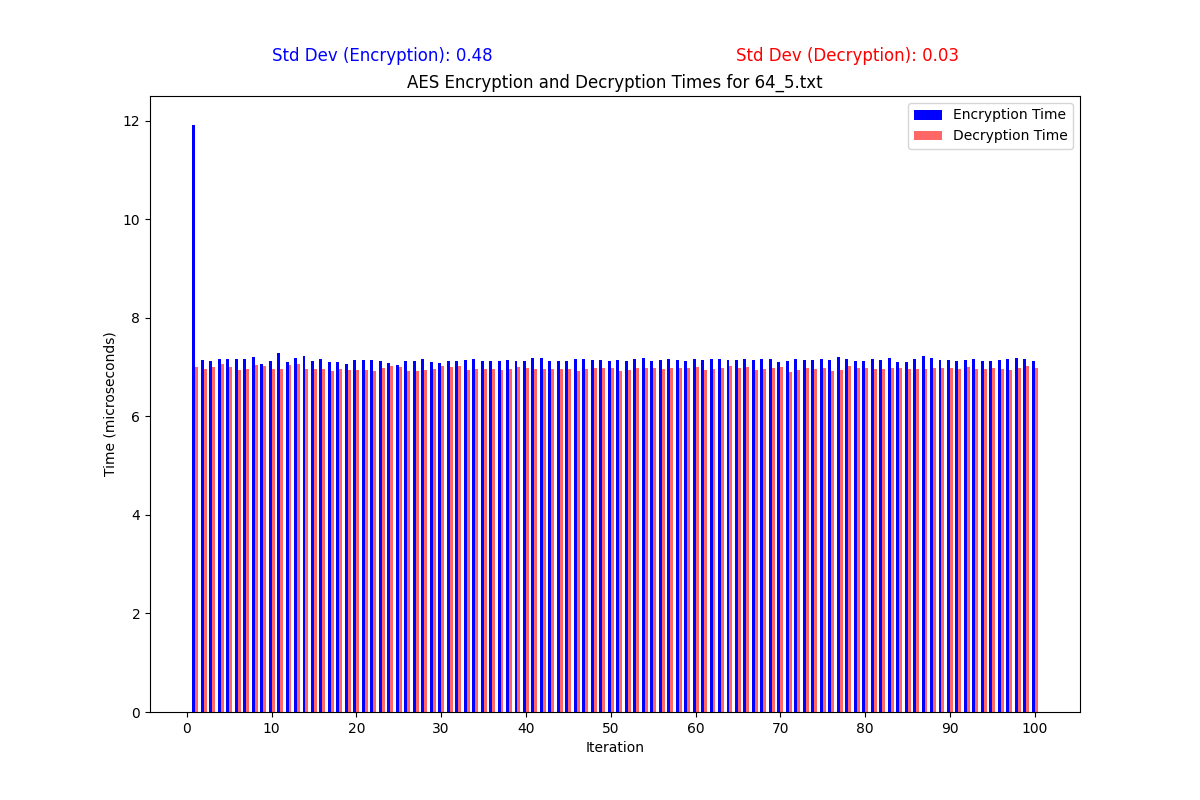 Std Dev (Encryption): 0.48 Std Dev (Decryption): 0.03
AES Encryption and Decryption Times for 64_5.txt
Encryption Time
Decryption Time
12
10
8
6
4
2
0
Time (microseconds)
0 10 20 30 40 50 60 70 80 90 100
Iteration